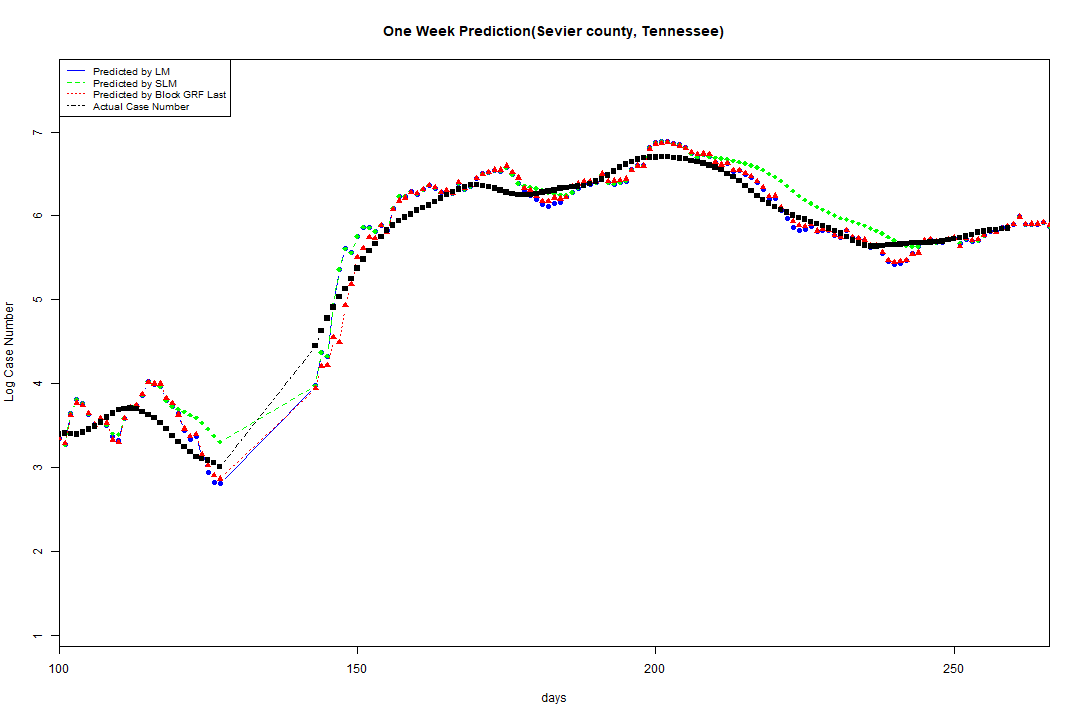 One Week Prediction(Sevier county, Tennessee)
Predicted by LM
Predicted by SLM
Predicted by Block GRF Last
Actual Case Number
7
6
5
4
3
2
1
Log Case Number
100 150 200 250
days